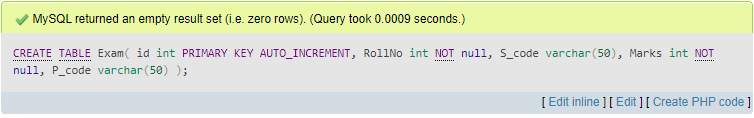 MySQL returned an empty result set (i.e. zero rows). (Query took 0.0009 seconds.)
CREATE TABLE Exam( id int PRIMARY KEY AUTO_INCREMENT, RollNo int NOT null, S_code varchar(50), Marks int NOT
null, P_code varchar(50) );
[ Edit inline ] [ Edit ] [ Create PHP code ]